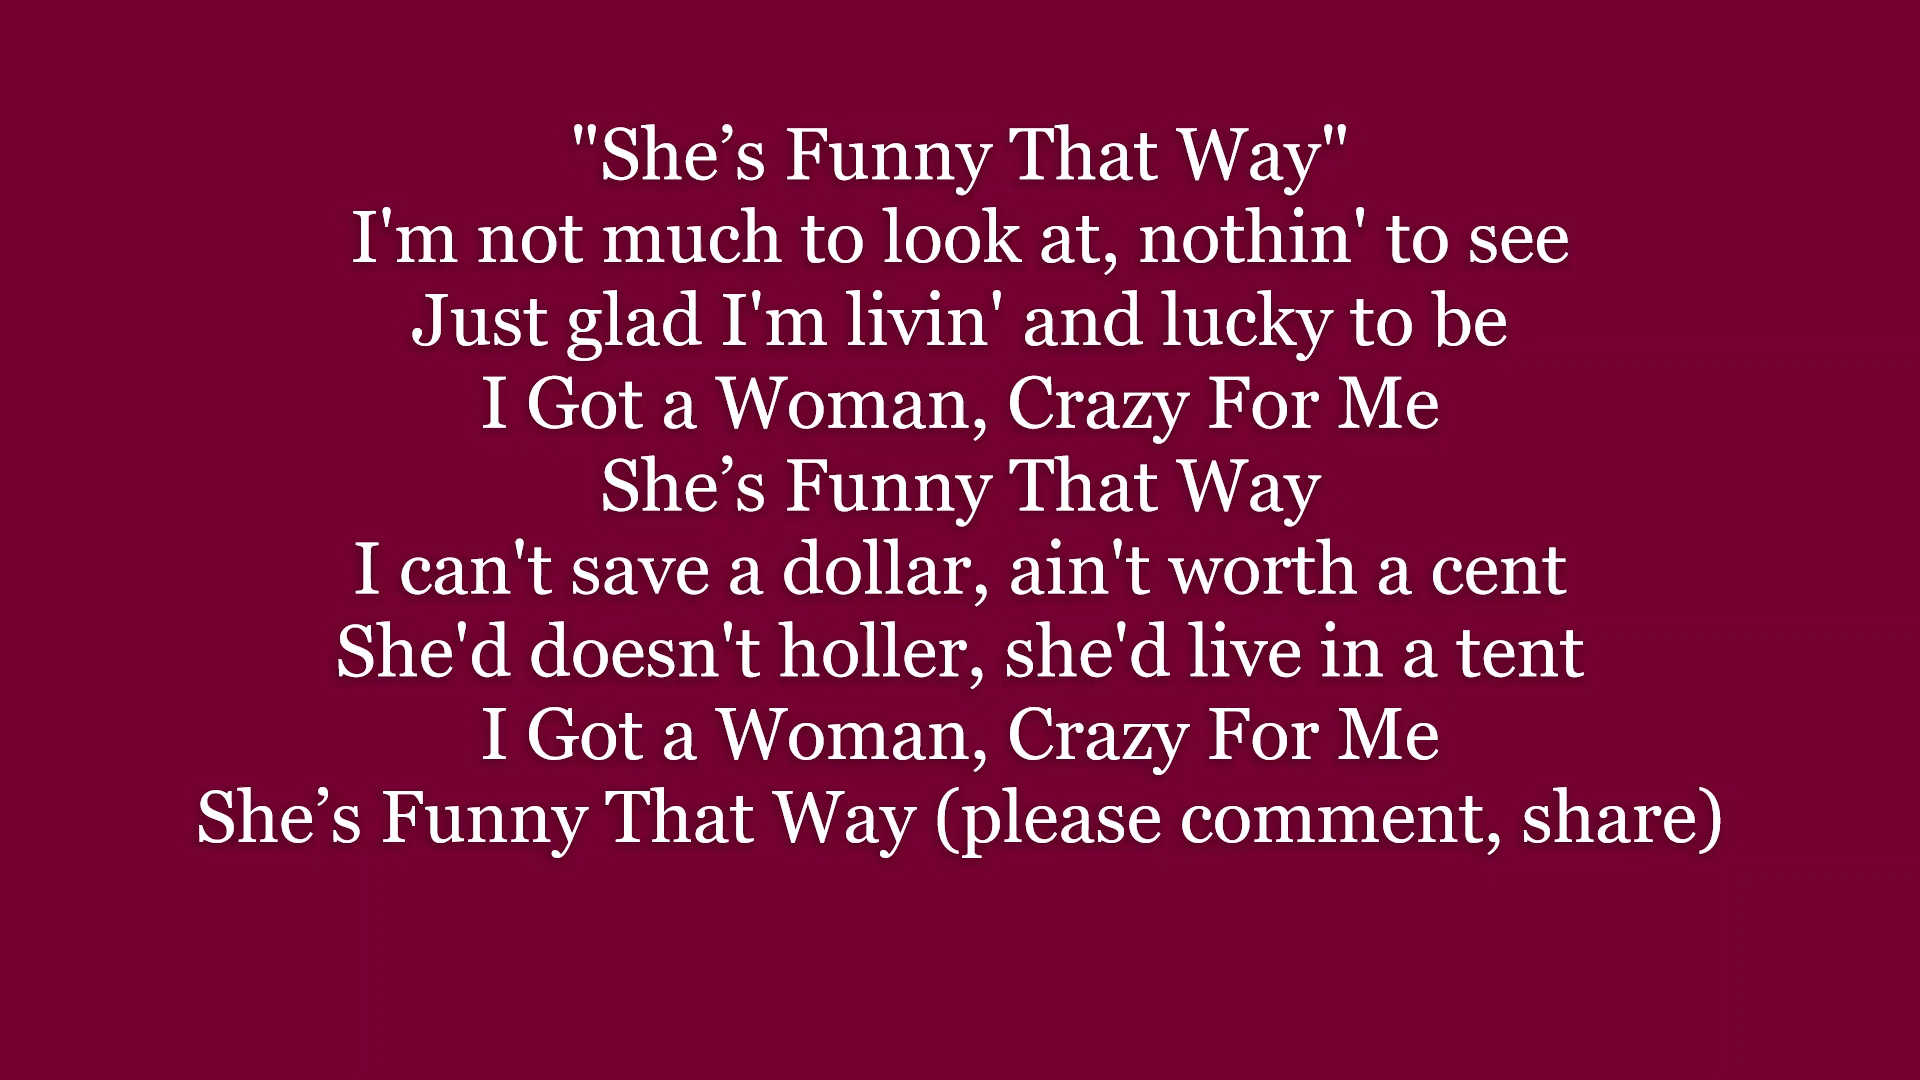 "She’s Funny That Way"
I'm not much to look at, nothin' to see
Just glad I'm livin' and lucky to be
I Got a Woman, Crazy For Me
She’s Funny That Way
I can't save a dollar, ain't worth a cent
She'd doesn't holler, she'd live in a tent
I Got a Woman, Crazy For Me
She’s Funny That Way (please comment, share)